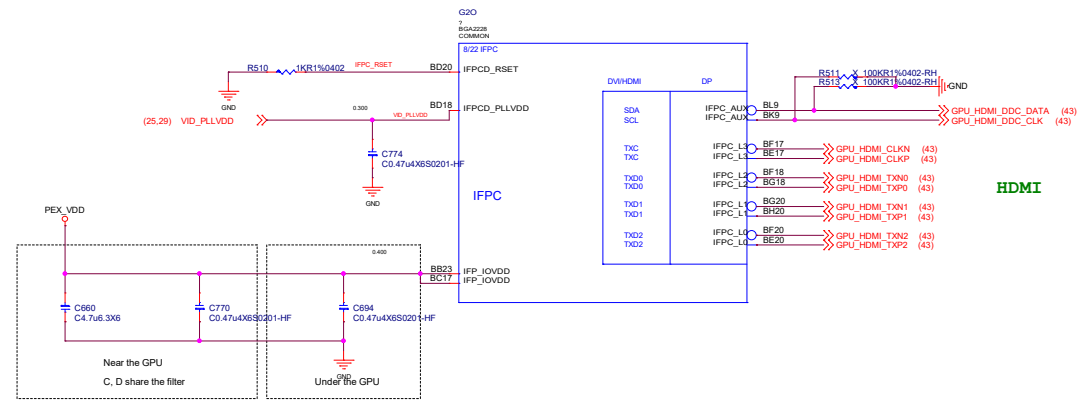 G2O
?
BGA2228
COMMON
8/22 IFPC
R510 1KR1%0402 IFPC_RSET BD20 IFPCD_RSET
GND
BD18 IFPCD_PLLVDD
(25,29) VID_PLLVDD 0.300 VID_PLLVDD
C774
C0.47u4X6S0201-HF
GND
IFPC
DVI/HDMI DP
R511 X 100KR1%0402-RH
R513 X 100KR1%0402-RH GND
SDA IFPC_AUX BL9 GPU_HDMI_DDC_DATA (43)
SCL IFPC_AUX BK9 GPU_HDMI_DDC_CLK (43)
TXC IFPC_L3 BF17 GPU_HDMI_CLKN (43)
TXC IFPC_L3 BE17 GPU_HDMI_CLKP (43)
TXD0 IFPC_L2 BF18 GPU_HDMI_TXN0 (43)
TXD0 IFPC_L2 BG18 GPU_HDMI_TXP0 (43)
HDMI
TXD1 IFPC_L1 BG20 GPU_HDMI_TXN1 (43)
TXD1 IFPC_L1 BH20 GPU_HDMI_TXP1 (43)
TXD2 IFPC_L0 BF20 GPU_HDMI_TXN2 (43)
TXD2 IFPC_L0 BE20 GPU_HDMI_TXP2 (43)
PEX_VDD
0.400
BB23 IFP_IOVDD
BC17 IFP_IOVDD
C660
C4.7u6.3X6
C770
C0.47u4X6S0201-HF
C694
C0.47u4X6S0201-HF
GND
Near the GPU
C, D share the filter
Under the GPU